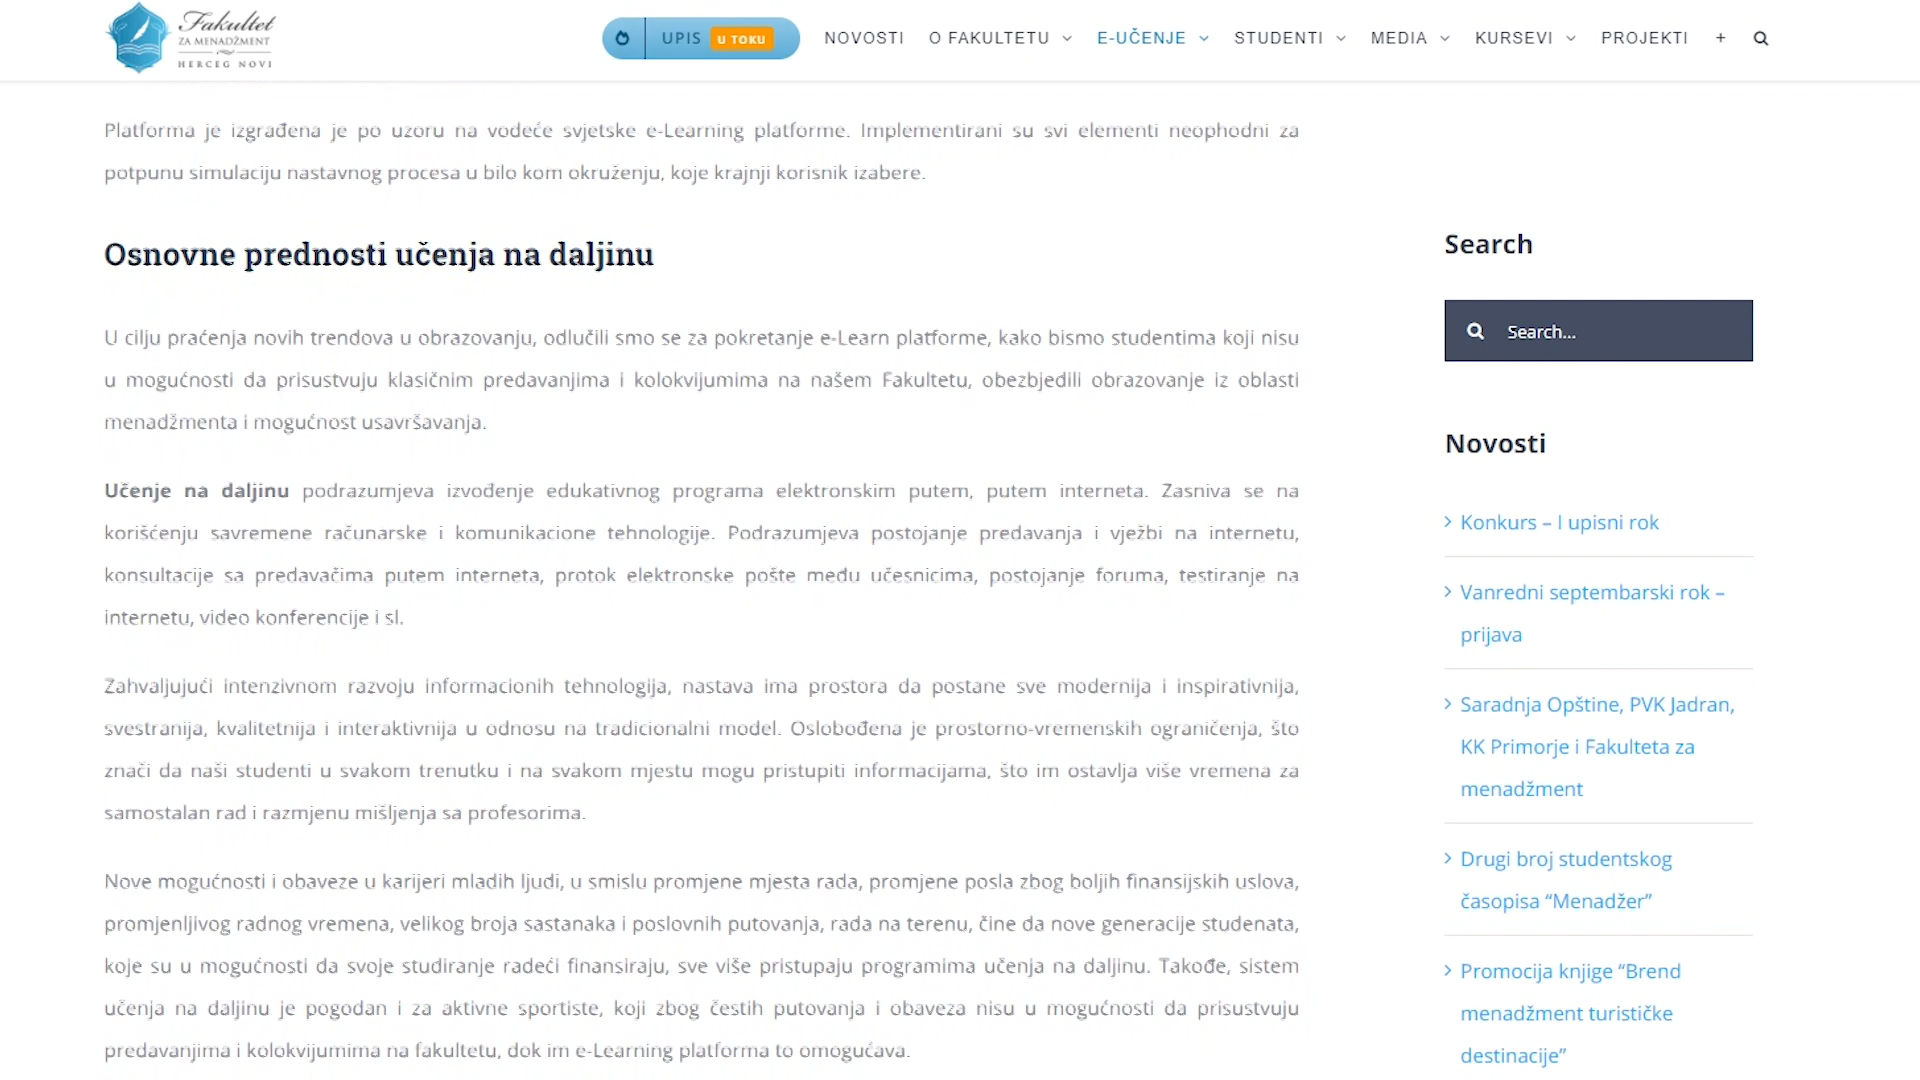 Fakultet
ZA MENADŽMENT
HERCEG NOVI
UPIS U TOKU
NOVOSTI
O FAKULTETU
E-UČENJE
STUDENTI
MEDIA
KURSEVI
PROJEKTI
+
Platforma je izgrađena je po uzoru na vodeće svjetske e-Learning platforme. Implementirani su svi elementi neophodni za
potpunu simulaciju nastavnog procesa u bilo kom okruženju, koje krajnji korisnik izabere.
Osnovne prednosti učenja na daljinu
U cilju praćenja novih trendova u obrazovanju, odlučili smo se za pokretanje e-Learn platforme, kako bismo studentima koji nisu
u mogućnosti da prisustvuju klasičnim predavanjima i kolokvijumima na našem Fakultetu, obezbjedili obrazovanje iz oblasti
menadžmenta i mogućnost usavršavanja.
Učenje na daljinu podrazumjeva izvođenje edukativnog programa elektronskim putem, putem interneta. Zasniva se na
korišćenju savremene računarske i komunikacione tehnologije. Podrazumjeva postojanje predavanja i vježbi na internetu,
konsultacije sa predavačima putem interneta, protok elektronske pošte među učesnicima, postojanje foruma, testiranje na
internetu, video konferencije i sl.
Zahvaljujući intenzivnom razvoju informacionih tehnologija, nastava ima prostora da postane sve modernija i inspirativnija,
svestranija, kvalitetnija i interaktivnija u odnosu na tradicionalni model. Oslobođena je prostorno-vremenskih ograničenja, što
znači da naši studenti u svakom trenutku i na svakom mjestu mogu pristupiti informacijama, što im ostavlja više vremena za
samostalan rad i razmjenu mišljenja sa profesorima.
Nove mogućnosti i obaveze u karijeri mladih ljudi, u smislu promjene mjesta rada, promjene posla zbog boljih finansijskih uslova,
promjenljivog radnog vremena, velikog broja sastanaka i poslovnih putovanja, rada na terenu, čine da nove generacije studenata,
koje su u mogućnosti da svoje studiranje radeći finansiraju, sve više pristupaju programima učenja na daljinu. Takođe, sistem
učenja na daljinu je pogodan i za aktivne sportiste, koji zbog čestih putovanja i obaveza nisu u mogućnosti da prisustvuju
predavanjima i kolokvijumima na fakultetu, dok im e-Learning platforma to omogućava.
Search
Search...
Novosti
Konkurs – I upisni rok
Vanredni septembarski rok –
prijava
Saradnja Opštine, PVK Jadran,
KK Primorje i Fakulteta za
menadžment
Drugi broj studentskog
časopisa “Menadžer”
Promocija knjige “Brend
menadžment turističke
destinacije”